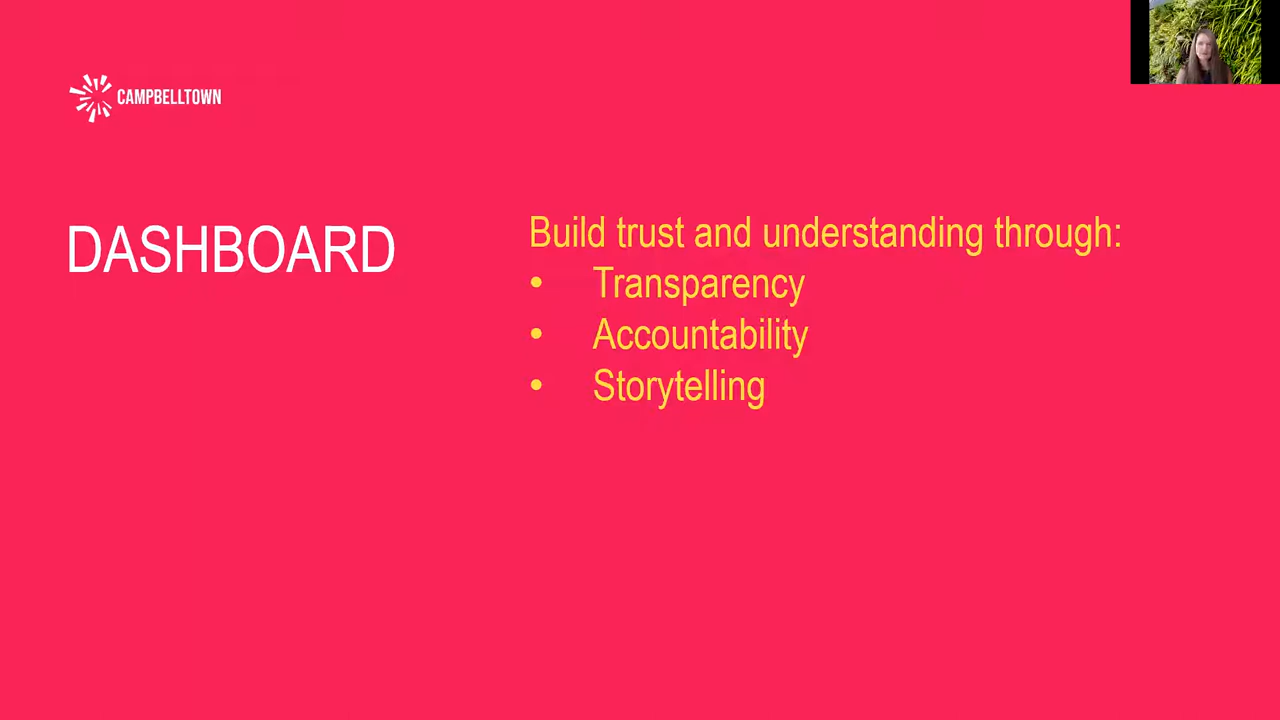 CAMPBELLTOWN
DASHBOARD
Build trust and understanding through:
• Transparency
• Accountability
• Storytelling